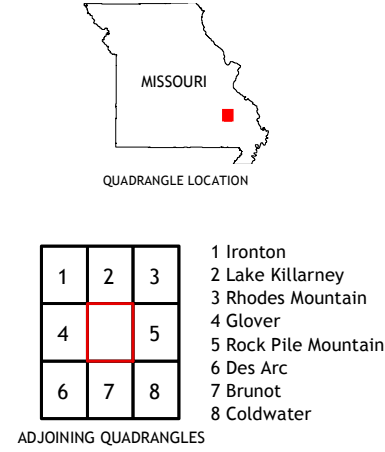 MISSOURI
QUADRANGLE LOCATION
1 2 3
4 5
6 7 8
1 Ironton
2 Lake Killarney
3 Rhodes Mountain
4 Glover
5 Rock Pile Mountain
6 Des Arc
7 Brunot
8 Coldwater
ADJOINING QUADRANGLES